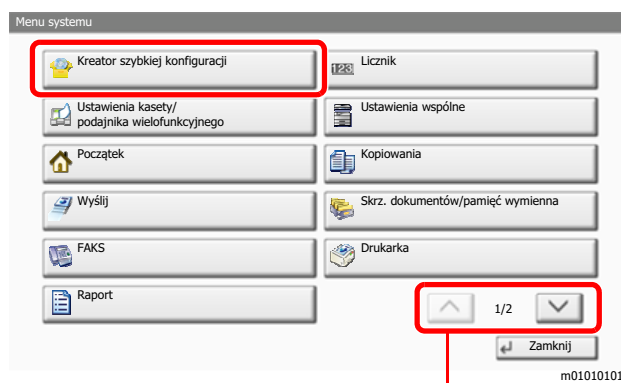 Menu systemu
Kreator szybkiej konfiguracji
123 Licznik
Ustawienia kasety/
podajnika wielofunkcyjnego
Ustawienia wspólne
Początek
Kopiowania
Wyślij
Skrz. dokumentów/pamięć wymienna
FAKS
Drukarka
Raport
1/2
Zamknij
m01010101